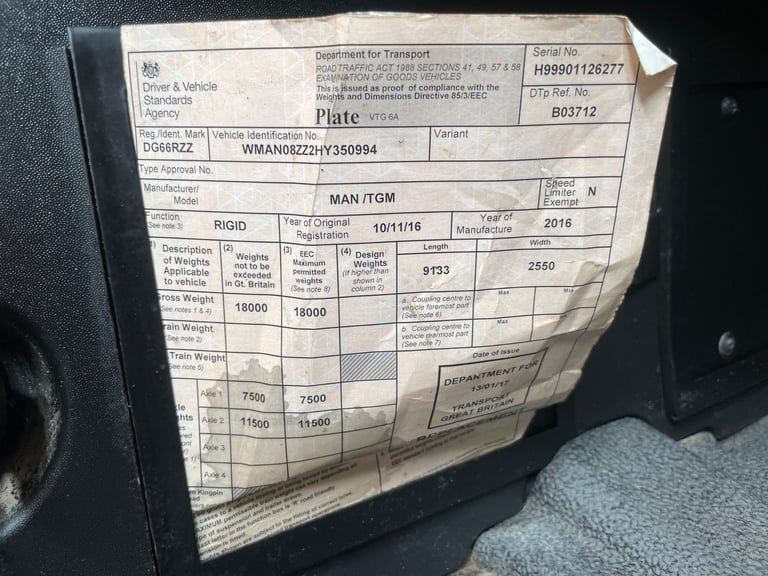 Driver & Vehicle
Standards
Agency
Department for Transport
ROAD TRAFFIC ACT 1988 SECTIONS 41, 49, 57 & 58
EXAMINATION OF GOODS VEHICLES
This is issued as proof of compliance with the
Weights and Dimensions Directive 85/3/EEC
Plate VTG 6A
Serial No.
H99901126277
DTp Ref. No.
B03712
Reg./Ident. Mark
DG66RZZ
Vehicle Identification No.
WMAN08ZZ2HY350994
Variant
Type Approval No.
Manufacturer/
Model
MAN /TGM
Speed
Limiter
Exempt
N
Function
(See note 3)
RIGID
Year of Original
Registration
10/11/16
Year of
Manufacture
2016
(1) Description
of Weights
Applicable
to vehicle
(2)
Weights
not to be
exceeded
in Gt. Britain
(3) EEC
Maximum
permitted
weights
(See note 8)
(4) Design
Weights
(If higher than
shown in
column 2)
Length
9133
Width
2550
Gross Weight
(See notes 1 & 4)
18000
18000
a. Coupling centre to
vehicle foremost part
(See note 6)
Max
Min
Train Weight
(See note 2)
b. Coupling centre to
vehicle rearmost part
(See note 7)
Max
Train Weight
(See note 5)
Date of Issue
DEPARTMENT FOR
13/01/17
TRANSPORT
GREAT BRITAIN
REPLACEMENT
Axle 1
7500
7500
Axle 2
11500
11500
Axle 3
Axle 4
Kingpin